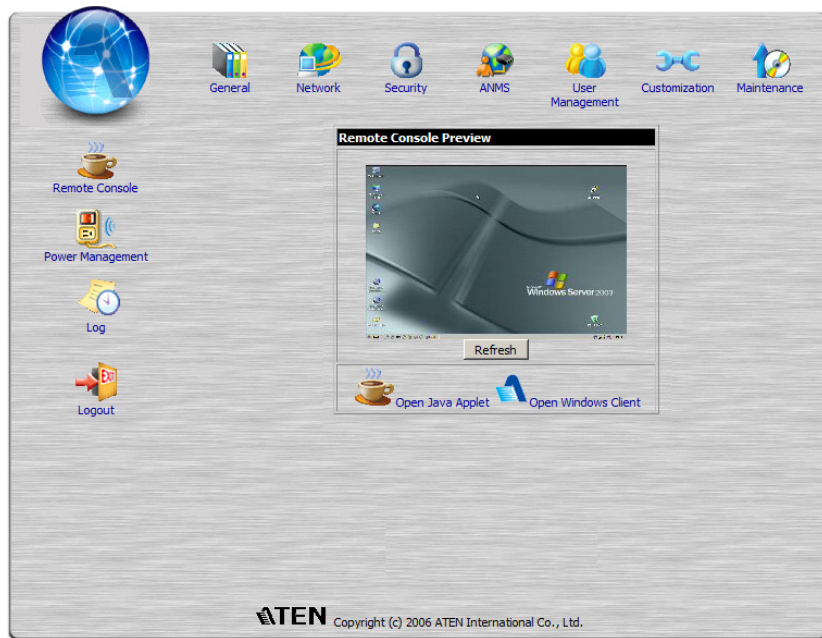 General
Network
Security
ANMS
User
Management
Customization
Maintenance
Remote Console
Power Management
Log
EXIT
Logout
Remote Console Preview
Windows Server 2003
Refresh
Open Java Applet
Open Windows Client
ATEN Copyright (c) 2006 ATEN International Co., Ltd.